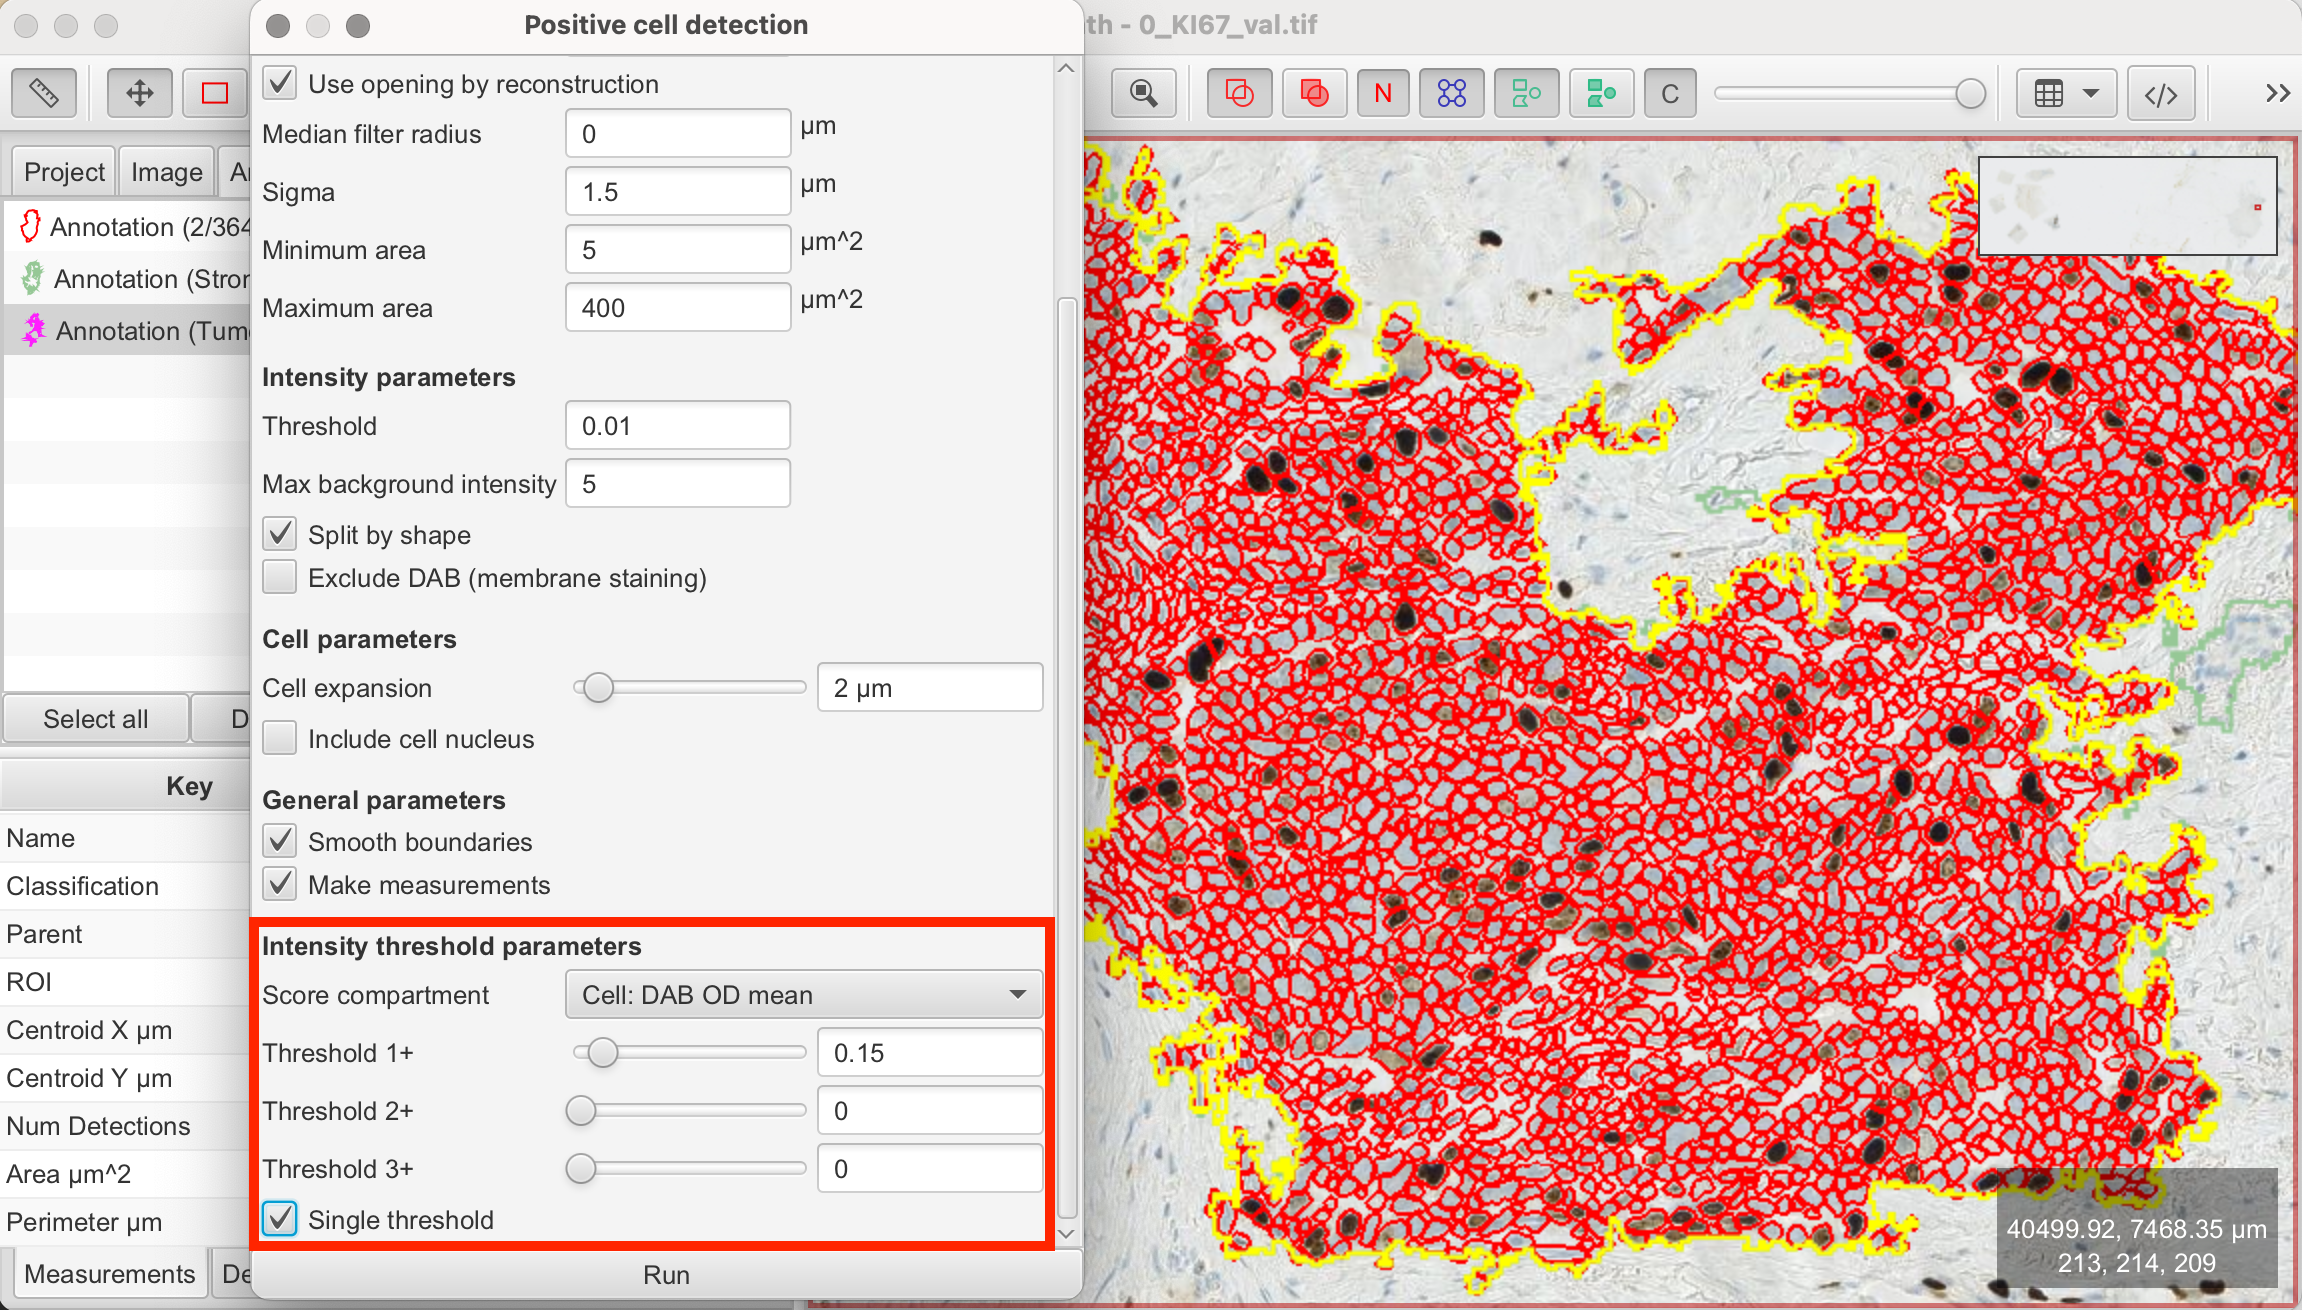 Positive cell detection
th - 0_KI67_val.tif
N
C
Project
Image
Annotation (2/364
Annotation (Stro
Annotation (Tum
Select all
D
Key
Name
Classification
Parent
ROI
Centroid X µm
Centroid Y µm
Num Detections
Area µm^2
Perimeter µm
Measurements
De
Use opening by reconstruction
Median filter radius 0 µm
Sigma 1.5 µm
Minimum area 5 µm^2
Maximum area 400 µm^2
Intensity parameters
Threshold 0.01
Max background intensity 5
Split by shape
Exclude DAB (membrane staining)
Cell parameters
Cell expansion 2 µm
Include cell nucleus
General parameters
Smooth boundaries
Make measurements
Intensity threshold parameters
Score compartment Cell: DAB OD mean
Threshold 1+ 0.15
Threshold 2+ 0
Threshold 3+ 0
Single threshold
Run
40499.92, 7468.35 µm
213, 214, 209